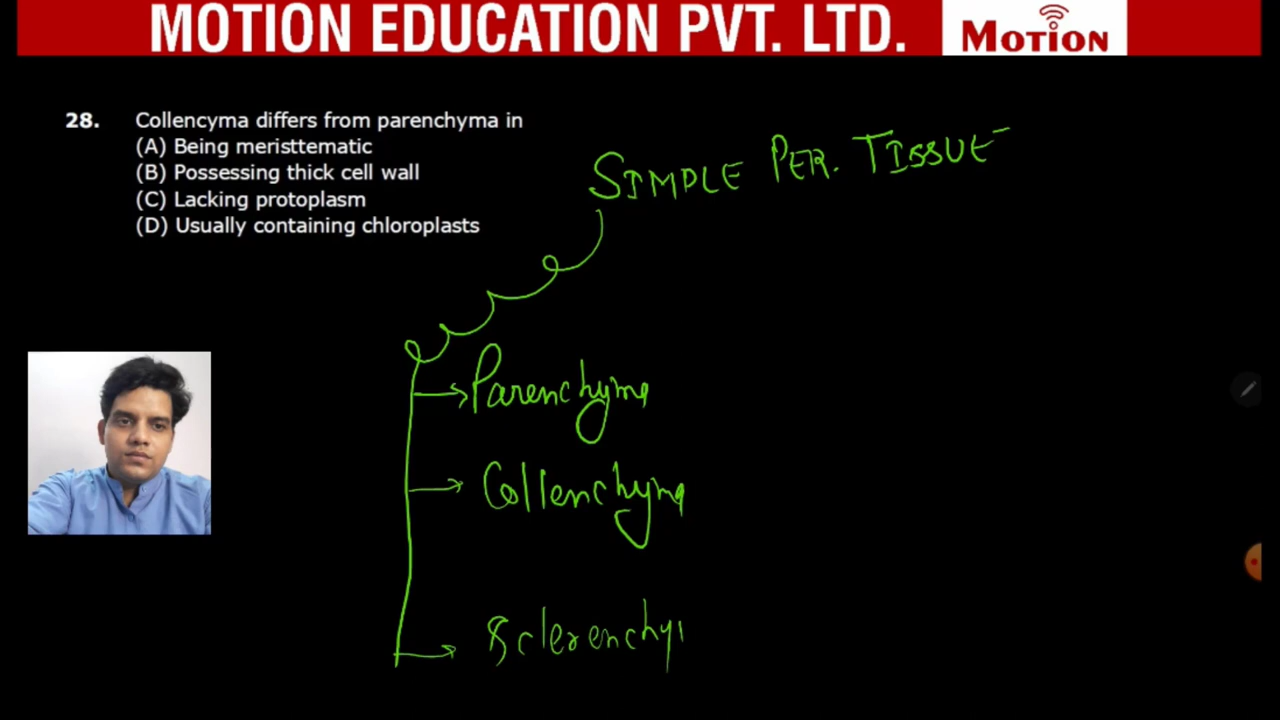 MOTION EDUCATION PVT. LTD.
MOTION
28. Collencyma differs from parenchyma in
(A) Being meristtematic
(B) Possessing thick cell wall
(C) Lacking protoplasm
(D) Usually containing chloroplasts
SIMPLE PER. TISSUE
Parenchyma
Collenchyma
Sclerenchy